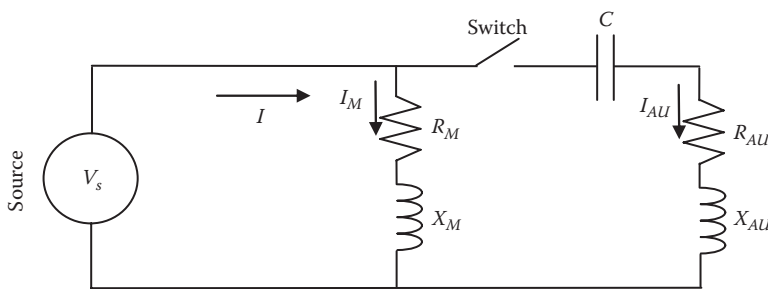 Switch
C
I
I_M
R_M
I_AU
R_AU
Source
V_s
X_M
X_AU